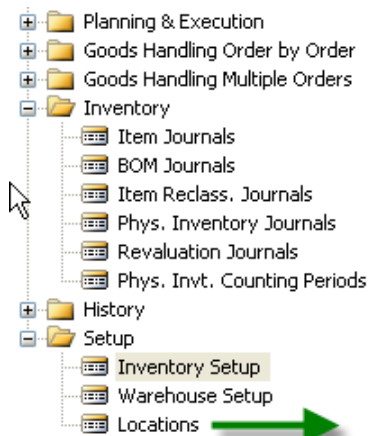 Planning & Execution
Goods Handling Order by Order
Goods Handling Multiple Orders
Inventory
Item Journals
BOM Journals
Item Reclass. Journals
Phys. Inventory Journals
Revaluation Journals
Phys. Invt. Counting Periods
History
Setup
Inventory Setup
Warehouse Setup
Locations